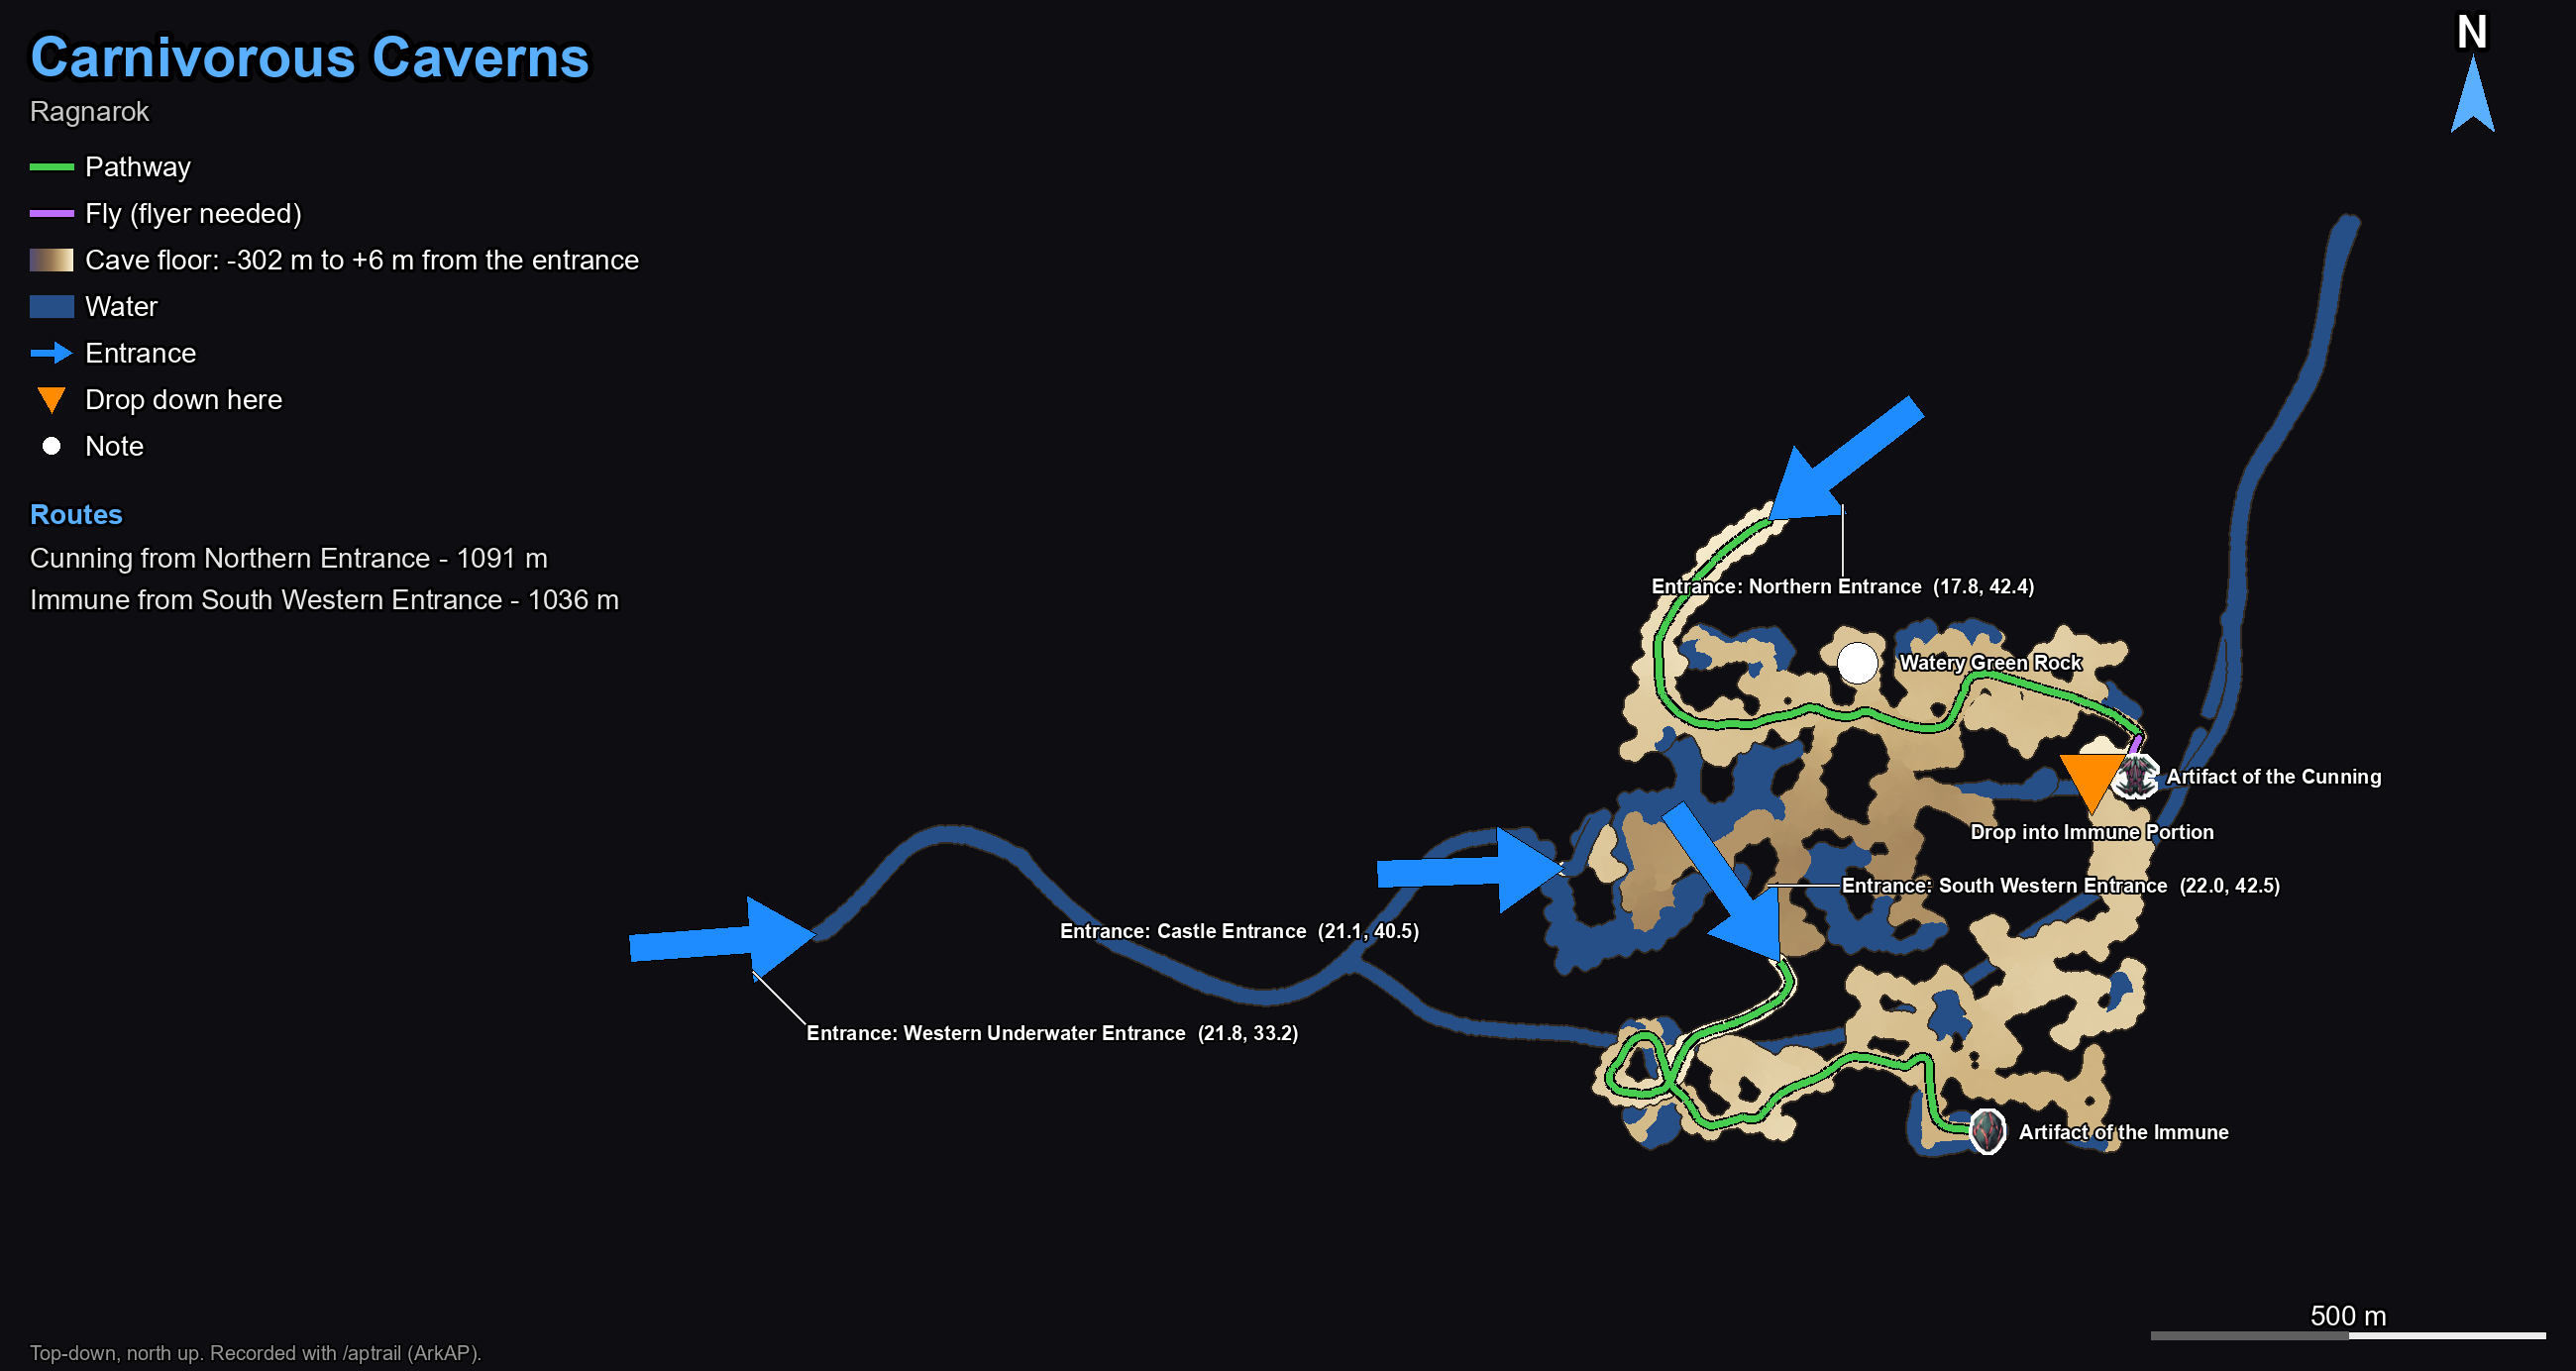 Carnivorous Caverns
Ragnarok
Pathway
Fly (flyer needed)
Cave floor: -302 m to +6 m from the entrance
Water
Entrance
Drop down here
Note
Routes
Cunning from Northern Entrance - 1091 m
Immune from South Western Entrance - 1036 m
N
Entrance: Northern Entrance (17.8, 42.4)
Watery Green Rock
Artifact of the Cunning
Drop into Immune Portion
Entrance: South Western Entrance (22.0, 42.5)
Entrance: Castle Entrance (21.1, 40.5)
Entrance: Western Underwater Entrance (21.8, 33.2)
Artifact of the Immune
500 m
Top-down, north up. Recorded with /aptrail (ArkAP).